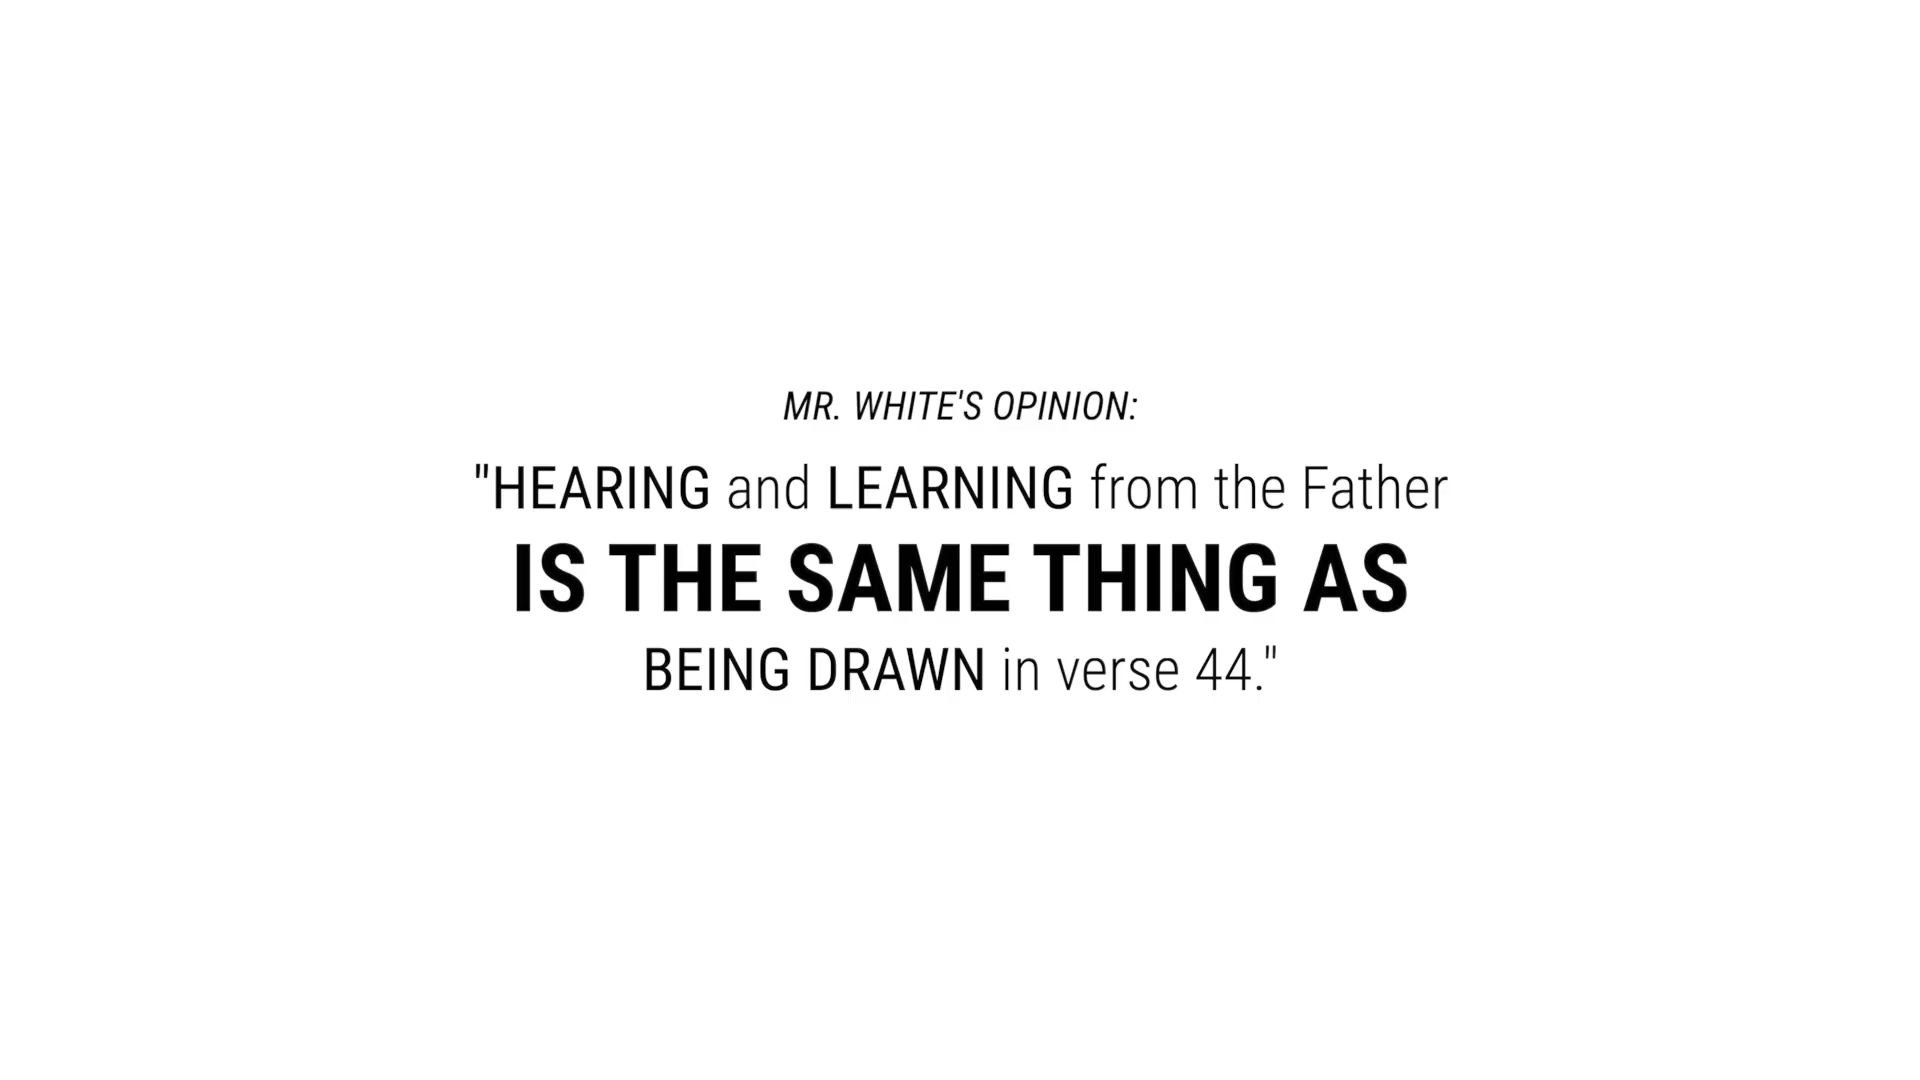 MR. WHITE'S OPINION:
"HEARING and LEARNING from the Father
IS THE SAME THING AS
BEING DRAWN in verse 44."